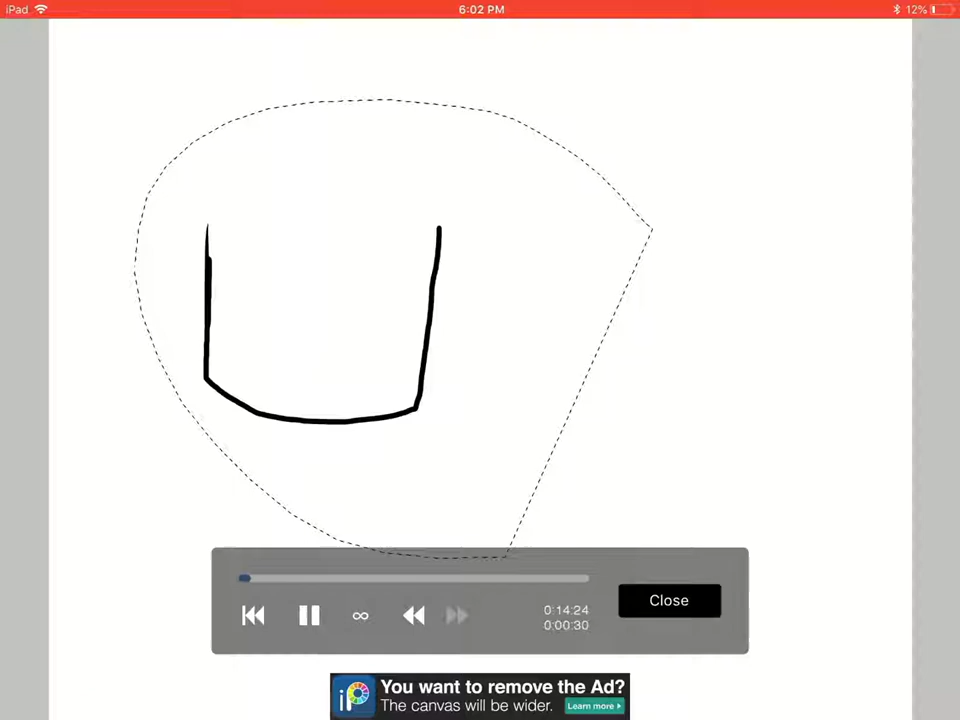 iPad
6:02 PM
12%
0:14:24
0:00:30
Close
iP
You want to remove the Ad?
The canvas will be wider.
Learn more